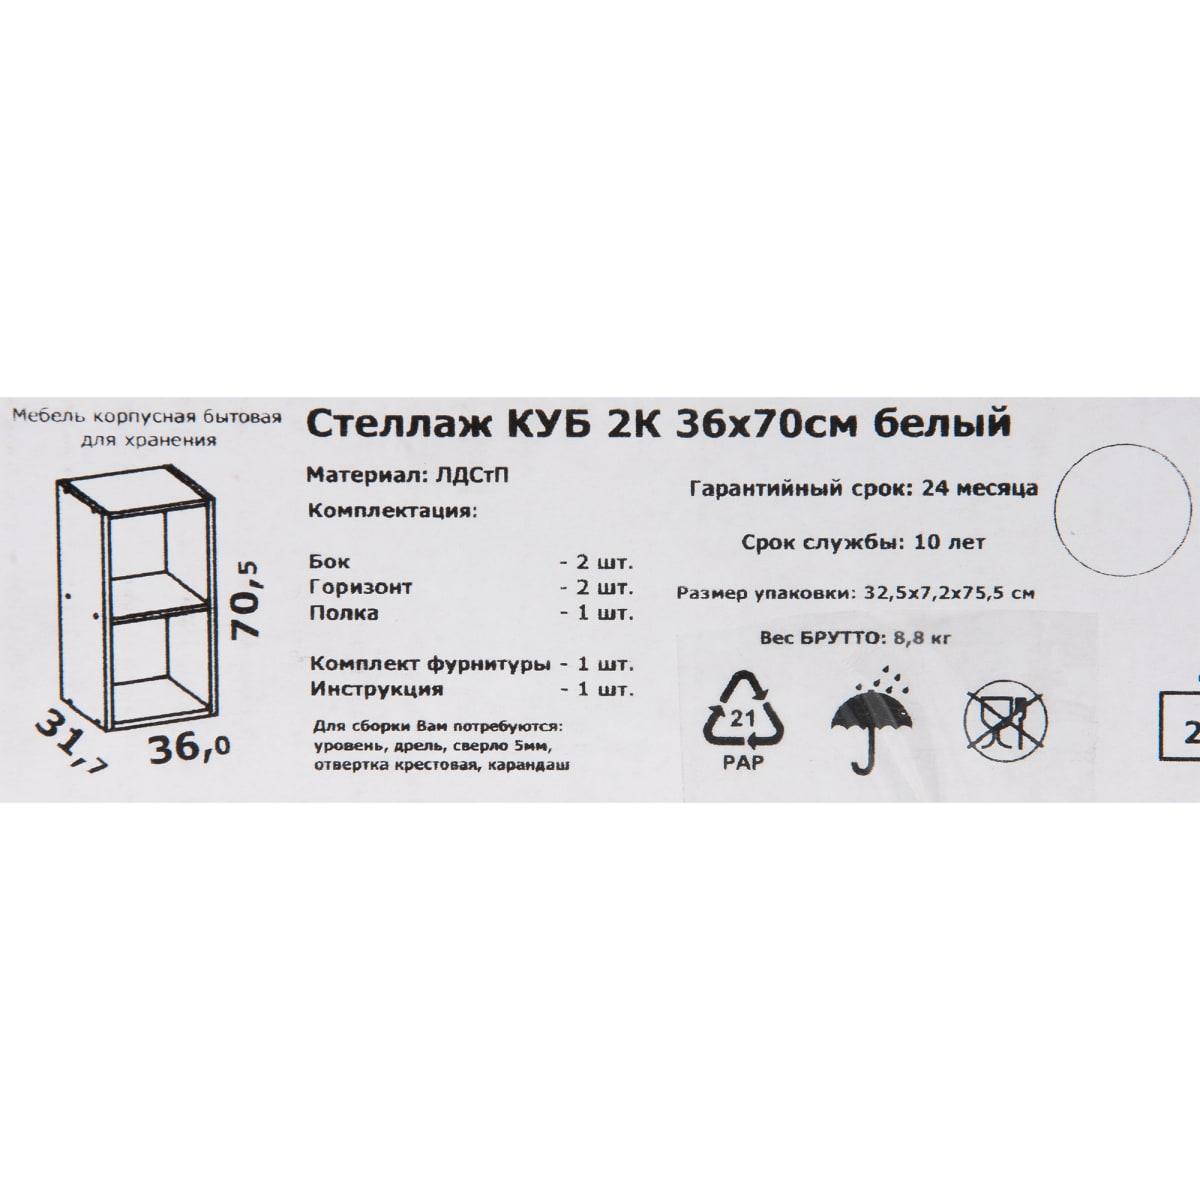 Мебель корпусная бытовая
для хранения
70,5
31,7
36,0
Стеллаж КУБ 2К 36х70см белый
Материал: ЛДСтП
Комплектация:
Бок - 2 шт.
Горизонт - 2 шт.
Полка - 1 шт.
Комплект фурнитуры - 1 шт.
Инструкция - 1 шт.
Для сборки Вам потребуются:
уровень, дрель, сверло 5мм,
отвертка крестовая, карандаш
Гарантийный срок: 24 месяца
Срок службы: 10 лет
Размер упаковки: 32,5х7,2х75,5 см
Вес БРУТТО: 8,8 кг
21
PAP
2